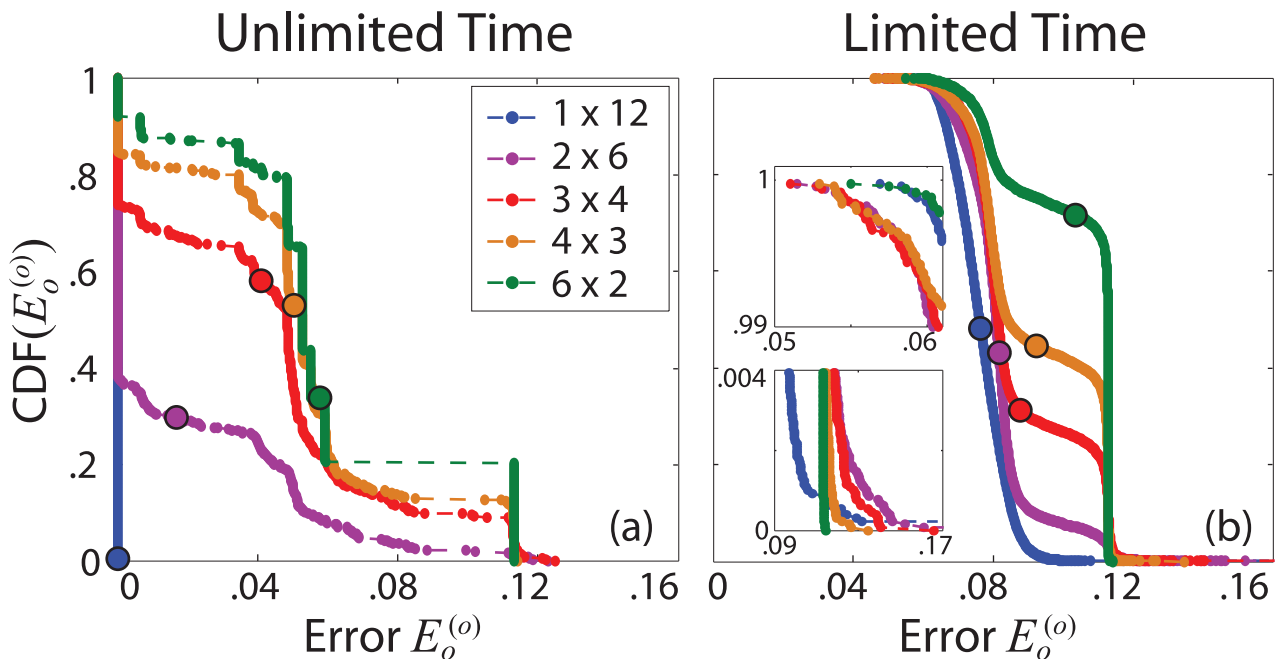 Unlimited Time
Limited Time
CDF(E_o^(o))
1
.8
.6
.4
.2
0
1 x 12
2 x 6
3 x 4
4 x 3
6 x 2
(a)
0
.04
.08
.12
.16
Error E_o^(o)
1
.99
.05
.06
.004
0
.09
.17
(b)
0
.04
.08
.12
.16
Error E_o^(o)